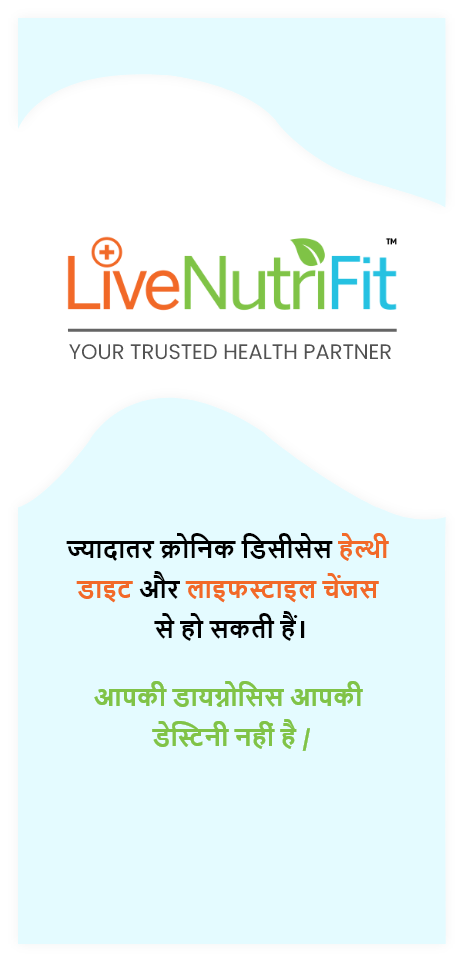 LiveNutriFit™
YOUR TRUSTED HEALTH PARTNER
ज्यादातर क्रोनिक डिसीसेस हेल्थी
डाइट और लाइफस्टाइल चेंजस
से हो सकती हैं।
आपकी डायग्नोसिस आपकी
डेस्टिनी नहीं है /